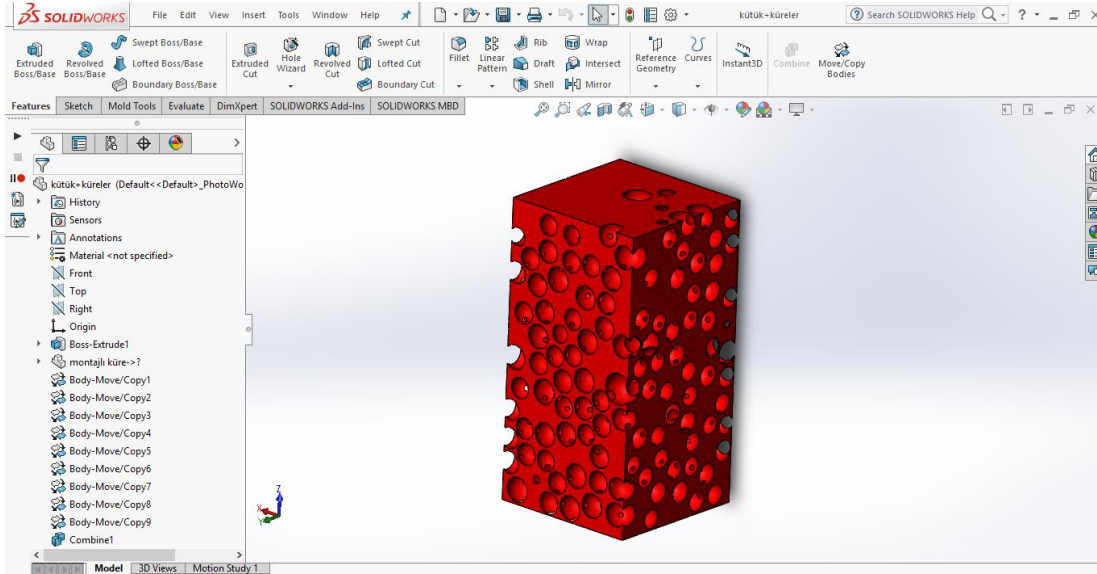 SOLIDWORKS File Edit View Insert Tools Window Help kütük+küreler Search SOLIDWORKS Help ?
Extruded Boss/Base
Revolved Boss/Base
Swept Boss/Base
Lofted Boss/Base
Boundary Boss/Base
Extruded Cut
Hole Wizard
Revolved Cut
Swept Cut
Lofted Cut
Boundary Cut
Fillet
Linear Pattern
Rib
Draft
Shell
Wrap
Intersect
Mirror
Reference Geometry
Curves
Instant3D
Combine
Move/Copy Bodies
Features Sketch Mold Tools Evaluate DimXpert SOLIDWORKS Add-Ins SOLIDWORKS MBD
kütük+küreler (Default<<Default>_PhotoWo
History
Sensors
Annotations
Material <not specified>
Front
Top
Right
Origin
Boss-Extrude1
montajlı küre->?
Body-Move/Copy1
Body-Move/Copy2
Body-Move/Copy3
Body-Move/Copy4
Body-Move/Copy5
Body-Move/Copy6
Body-Move/Copy7
Body-Move/Copy8
Body-Move/Copy9
Combine1
Z
X
Y
Model 3D Views Motion Study 1